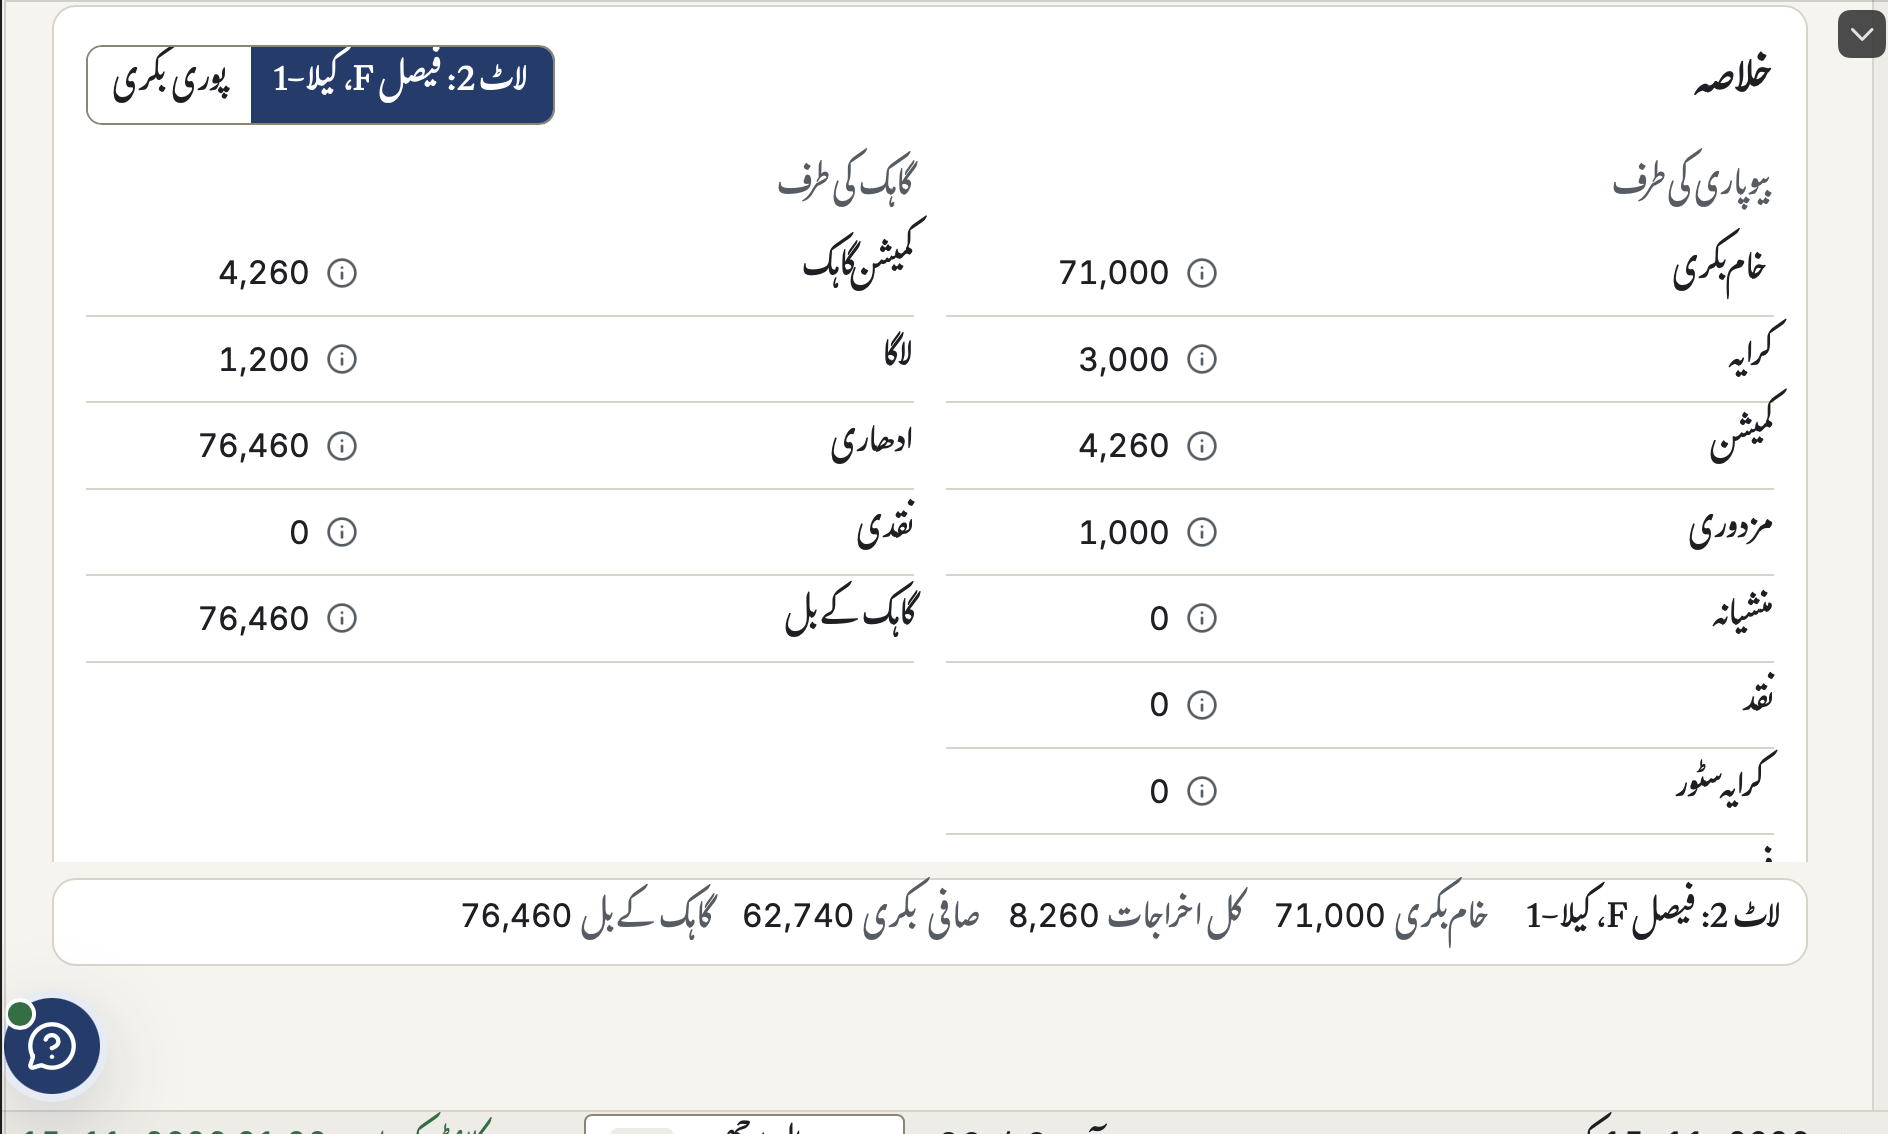 خلاصہ
لاٹ 2: فیصل F، کیلا-1
پوری بکری
بیوپاری کی طرف
خام بکری 71,000
کرایہ 3,000
کمیشن 4,260
مزدوری 1,000
منشیانہ 0
نقد 0
کرایہ سٹور 0
گاہک کی طرف
کمیشن گاہک 4,260
لاگا 1,200
ادھاری 76,460
نقدی 0
گاہک کے بل 76,460
لاٹ 2: فیصل F، کیلا-1 خام بکری 71,000 کل اخراجات 8,260 صافی بکری 62,740 گاہک کے بل 76,460